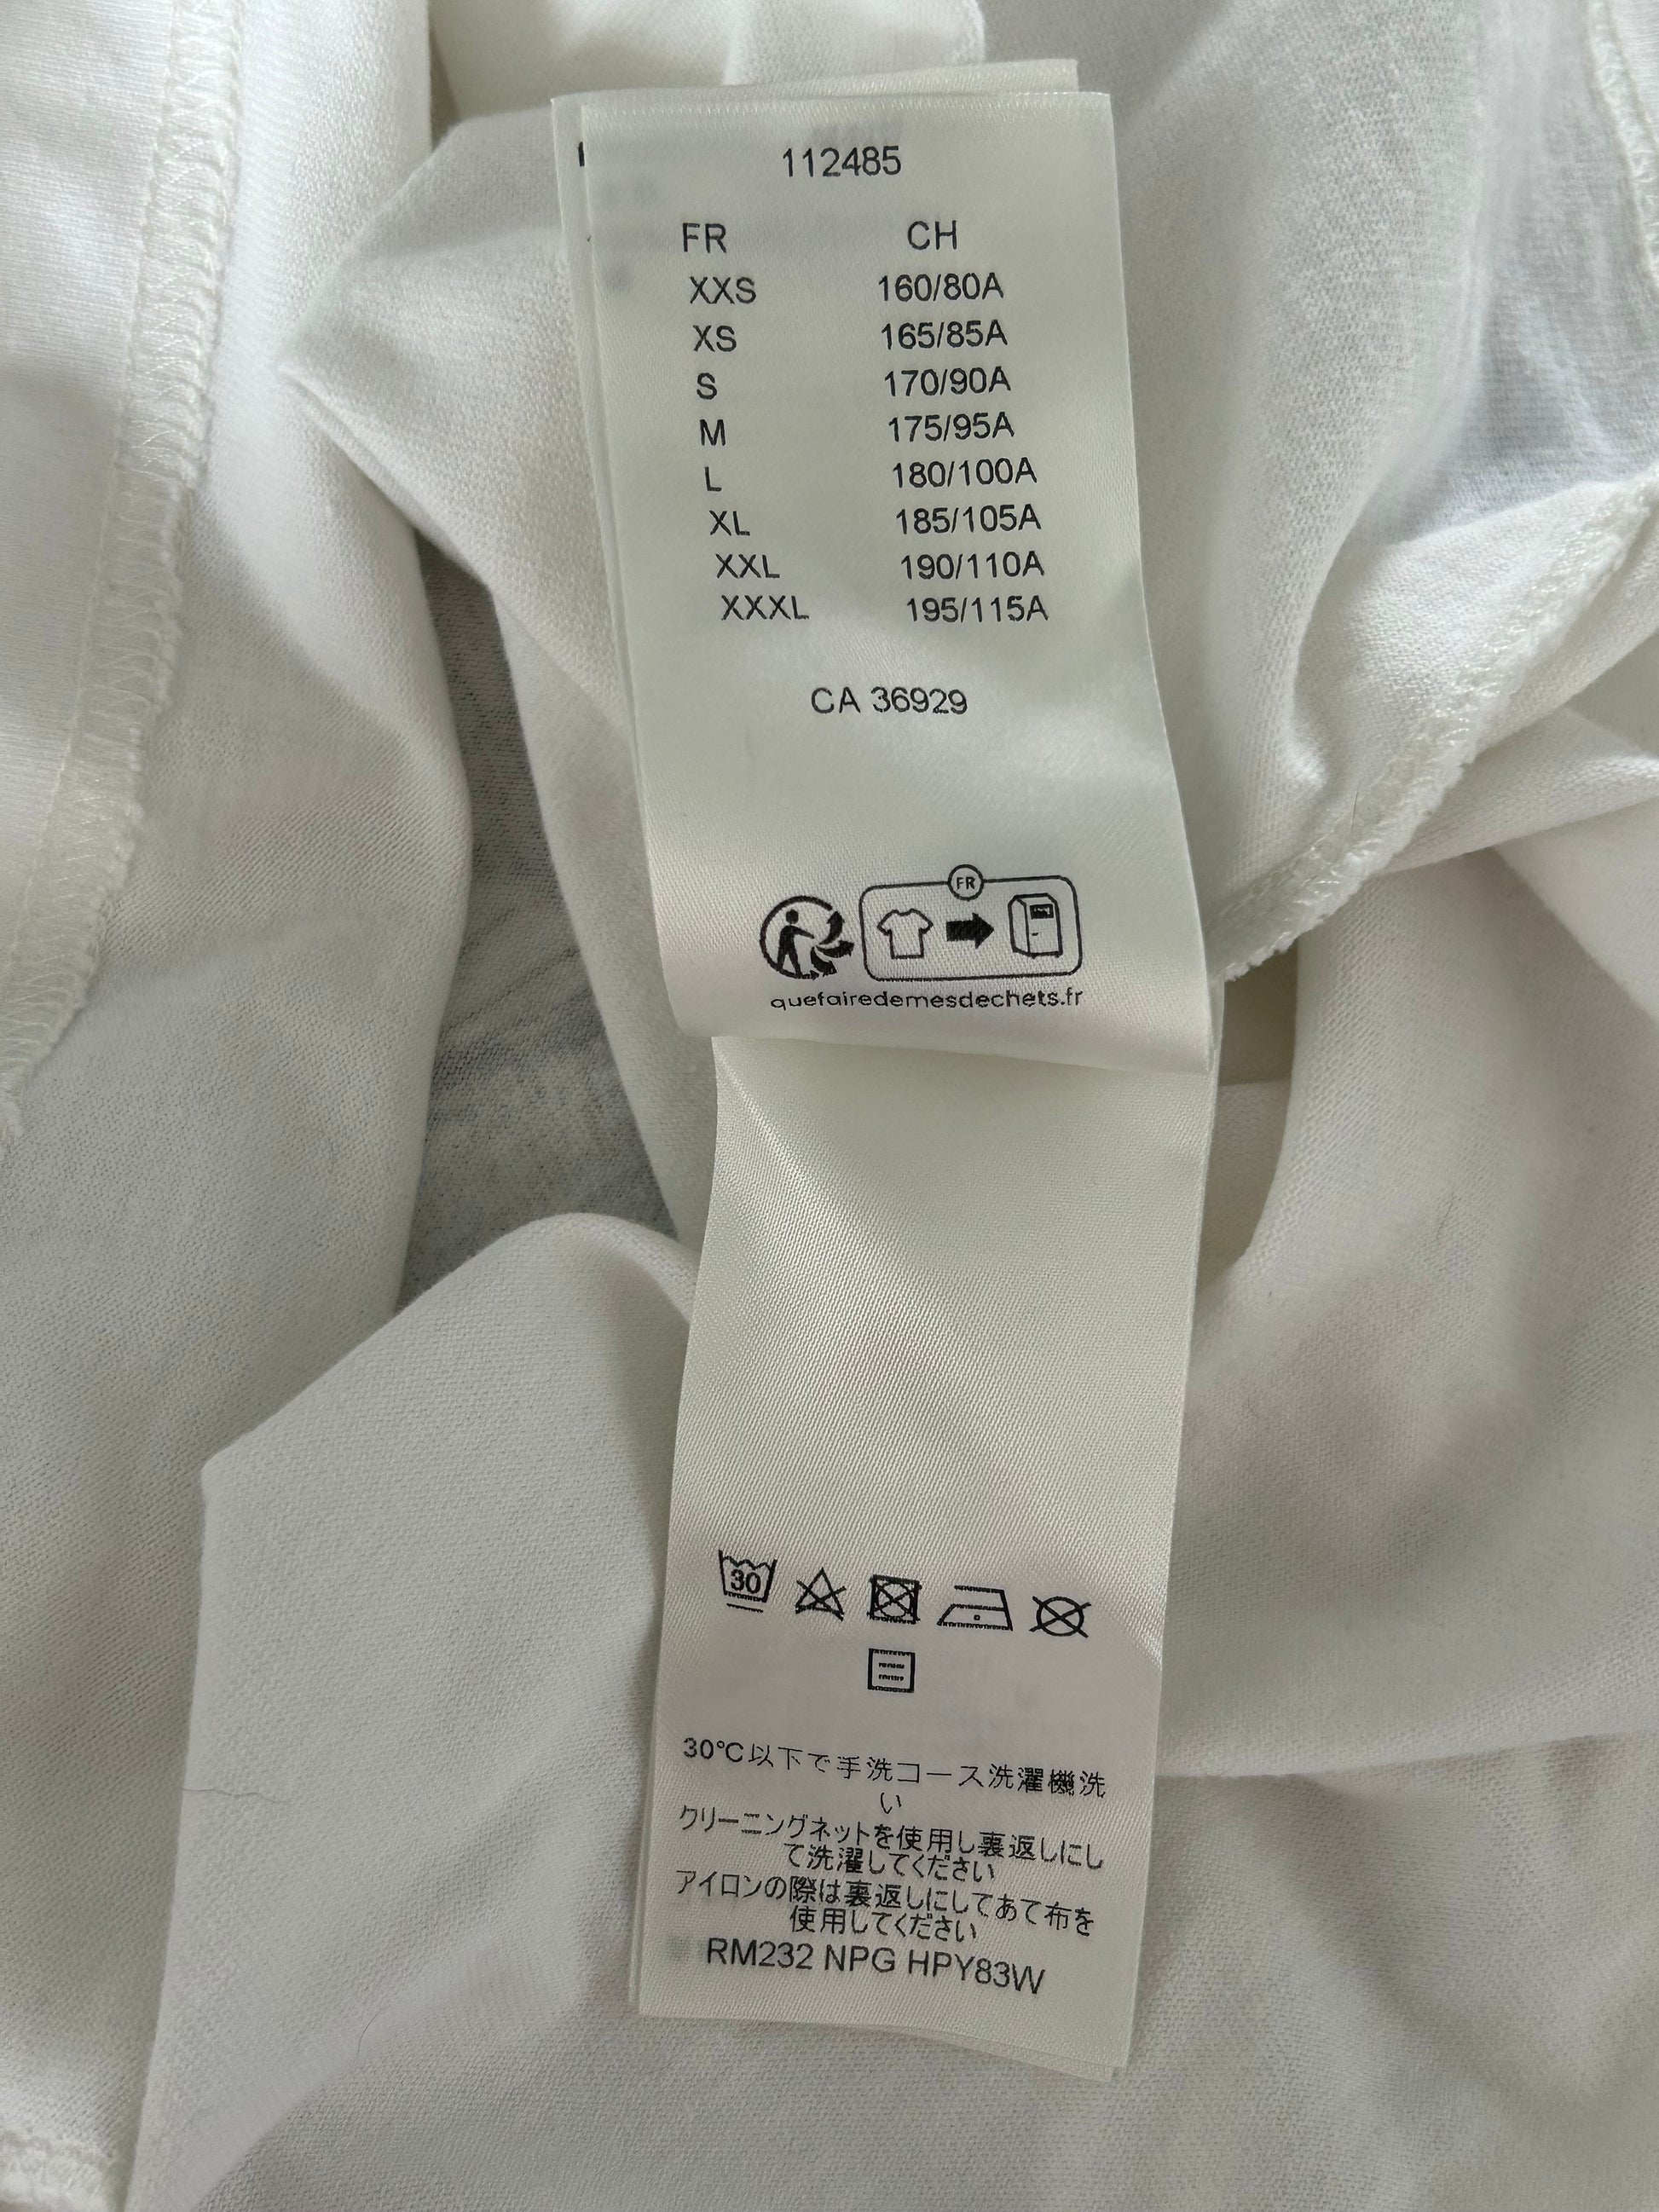 112485
FR CH
XXS 160/80A
XS 165/85A
S 170/90A
M 175/95A
L 180/100A
XL 185/105A
XXL 190/110A
XXXL 195/115A
CA 36929
FR
quefairedemesdechets.fr
30
30℃以下で手洗コース洗濯機洗
い
クリーニングネットを使用し裏返しにし
て洗濯してください
アイロンの際は裏返しにしてあて布を
使用してください
RM232 NPG HPY83W